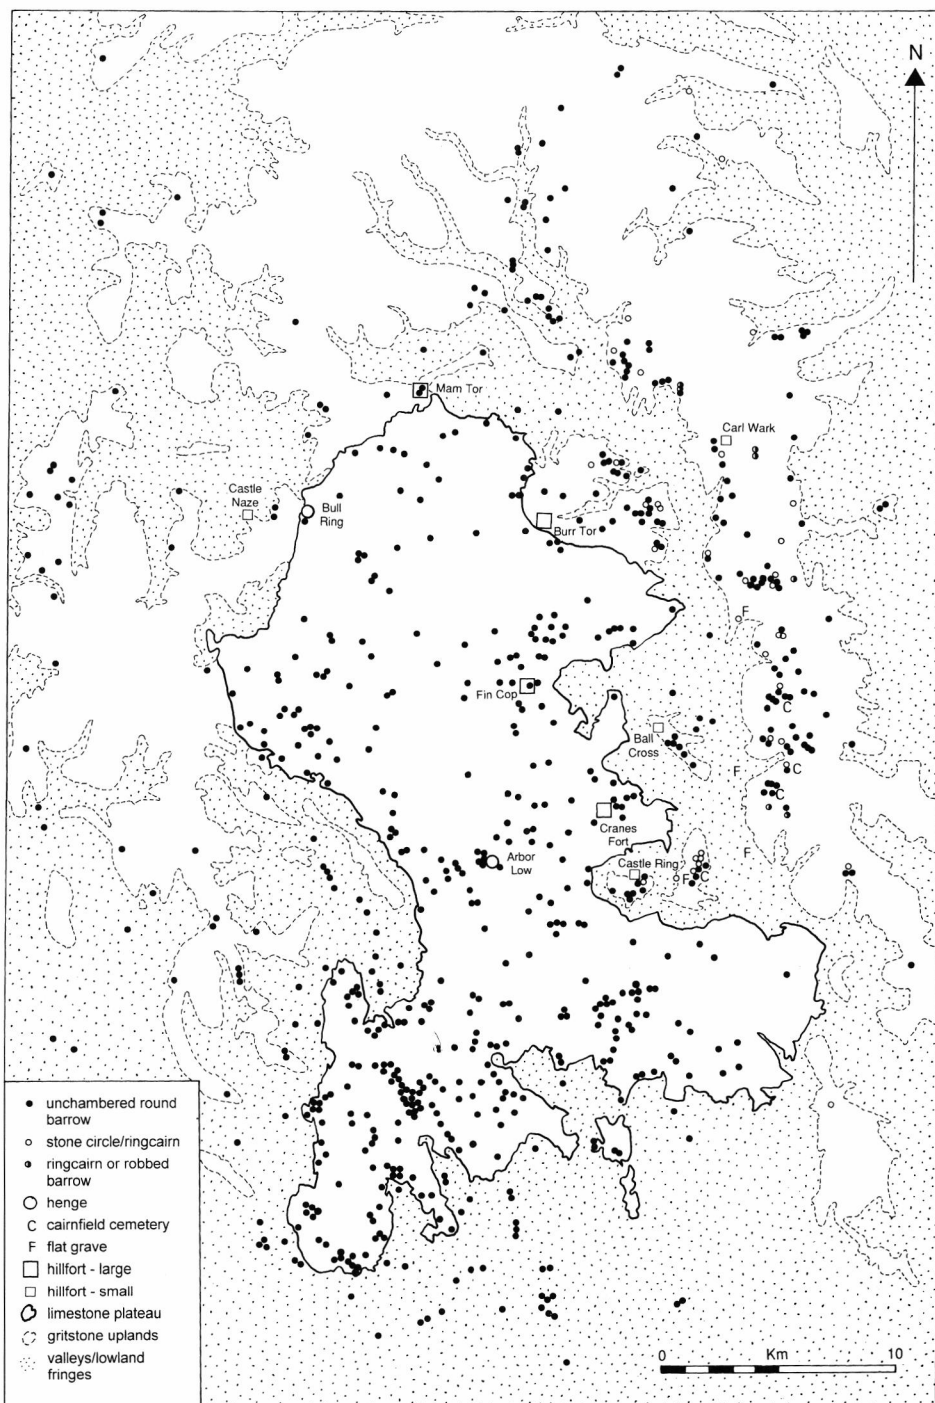 N
Mam Tor
Carl Wark
Castle
Naze
Bull
Ring
Burr Tor
F
Fin Cop
C
Ball
Cross
F
C
Cranes
Fort
Arbor
Low
Castle Ring
F
F
C
unchambered round
barrow
stone circle/ringcairn
ringcairn or robbed
barrow
henge
C cairnfield cemetery
F flat grave
hillfort - large
hillfort - small
limestone plateau
gritstone uplands
valleys/lowland
fringes
0 Km 10